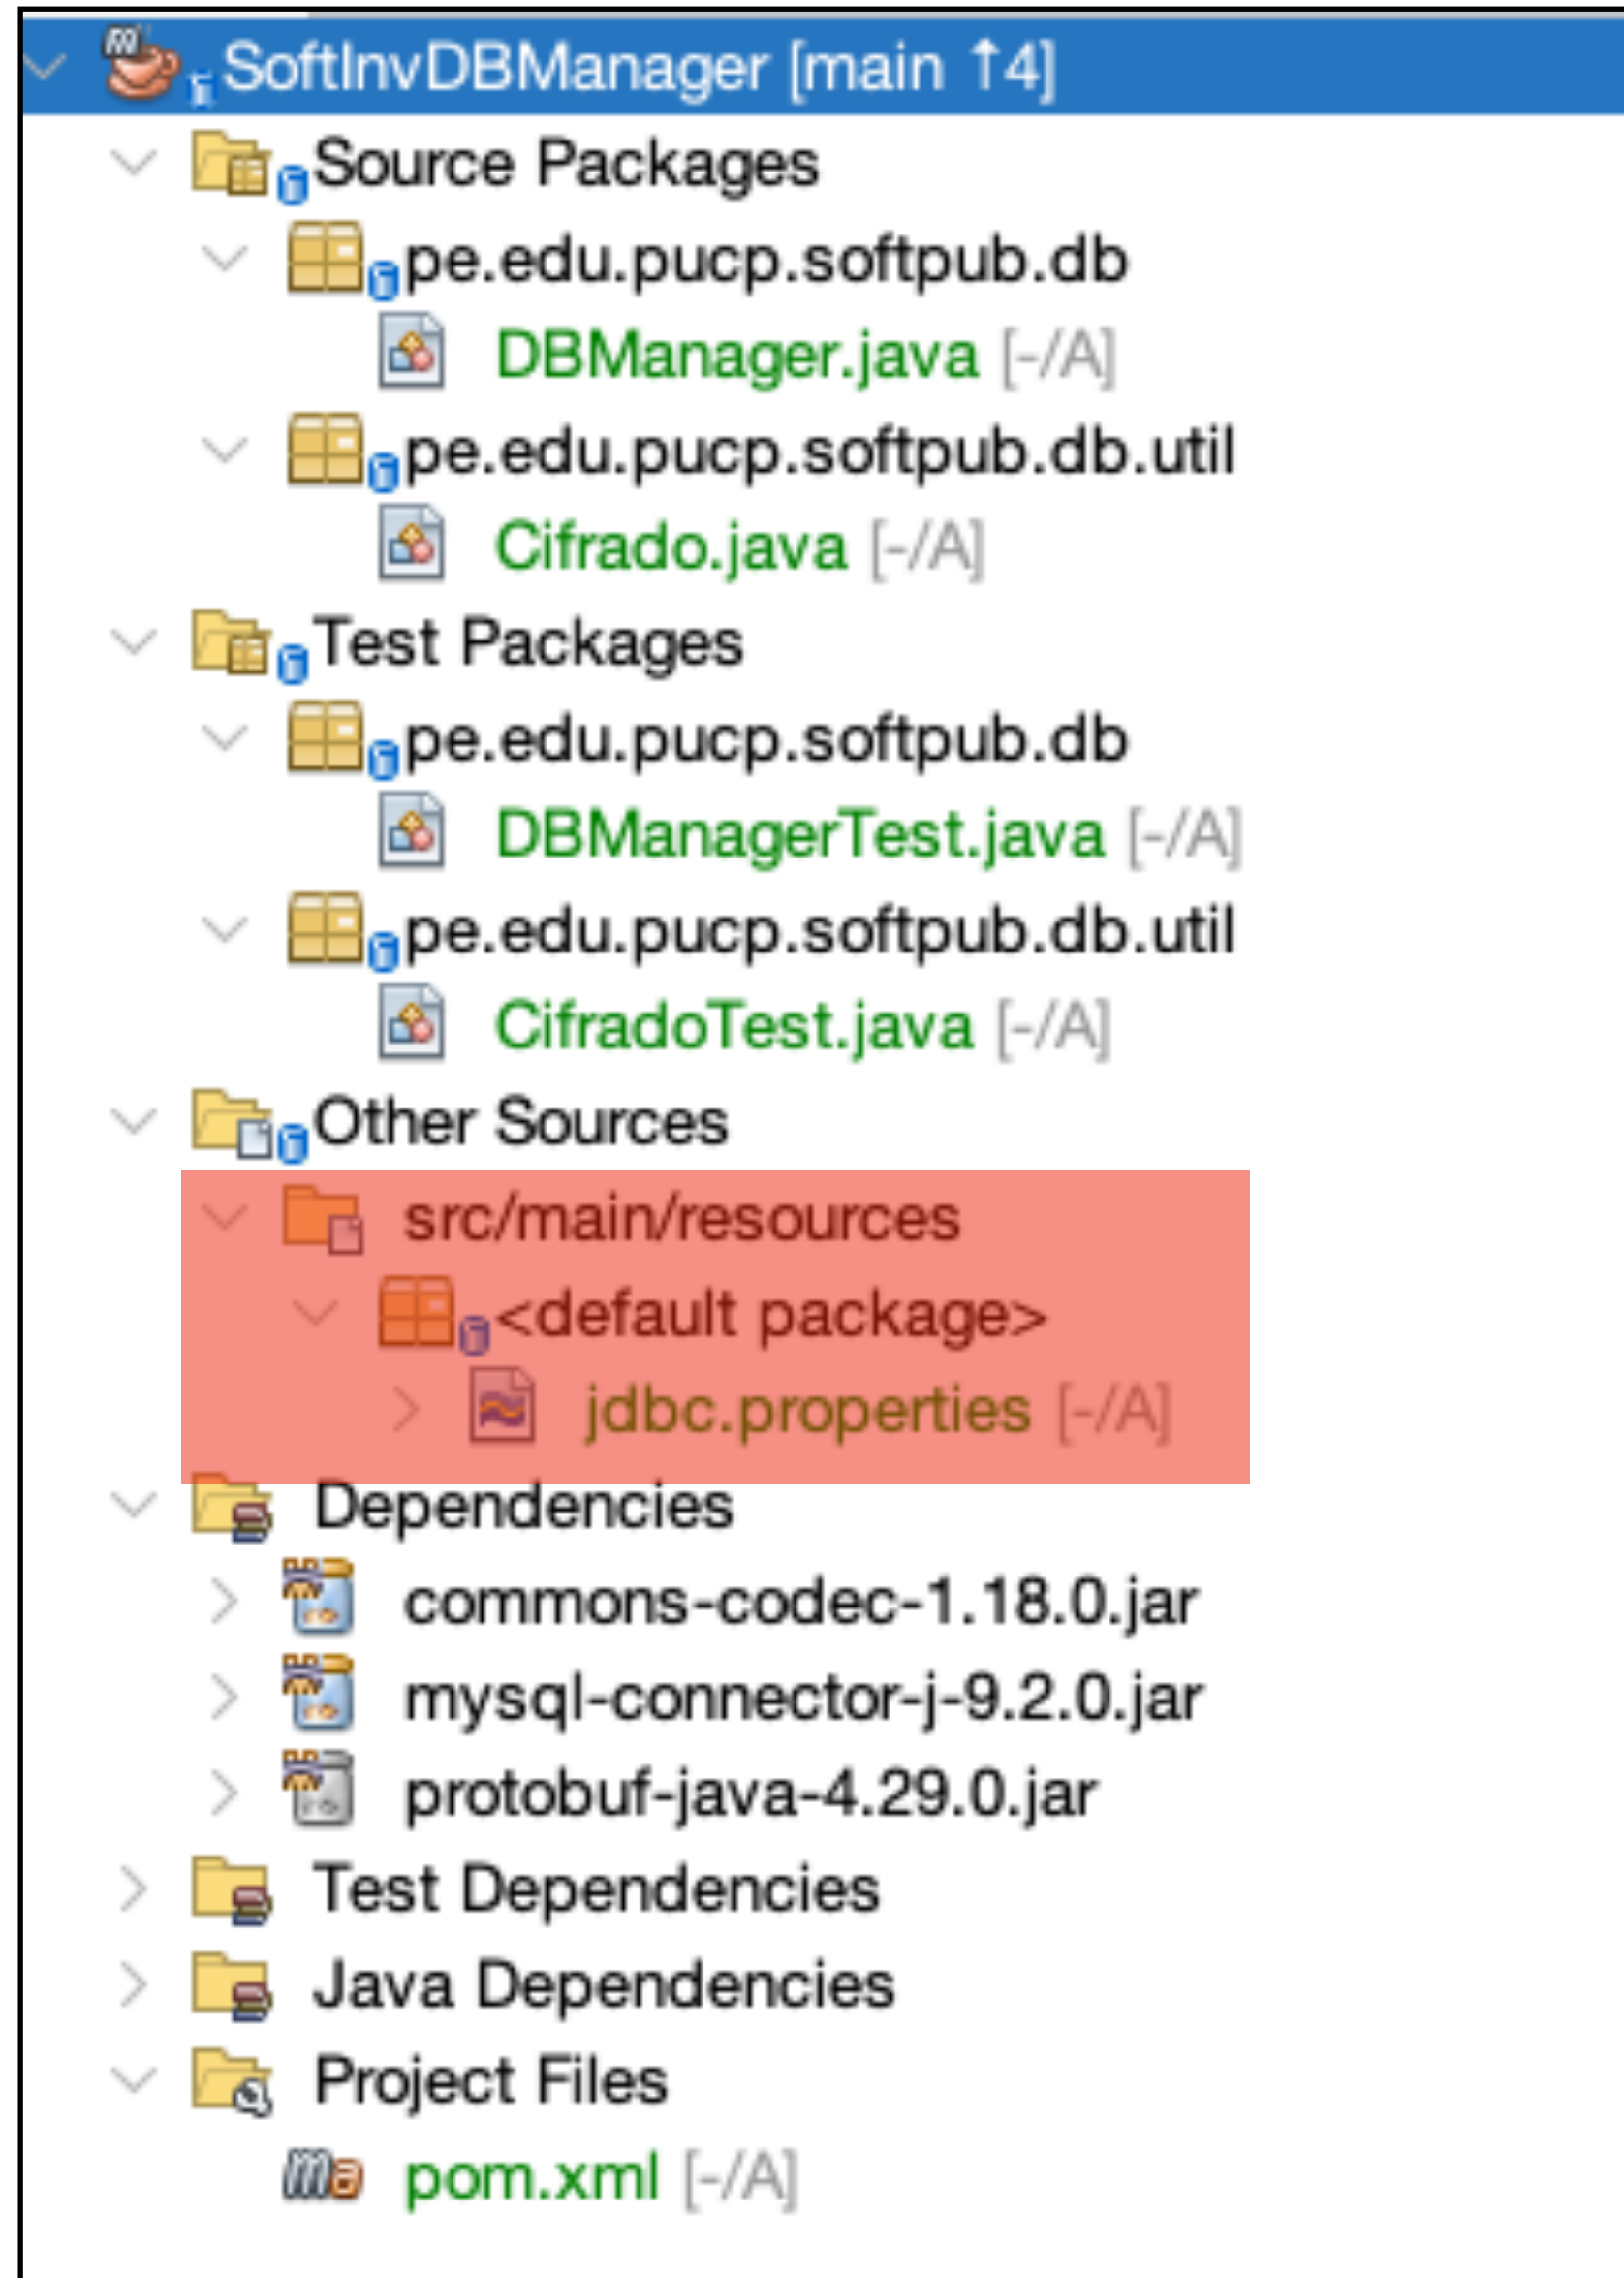 SoftInvDBManager [main ↑4]
Source Packages
pe.edu.pucp.softpub.db
DBManager.java [-/A]
pe.edu.pucp.softpub.db.util
Cifrado.java [-/A]
Test Packages
pe.edu.pucp.softpub.db
DBManagerTest.java [-/A]
pe.edu.pucp.softpub.db.util
CifradoTest.java [-/A]
Other Sources
src/main/resources
<default package>
jdbc.properties [-/A]
Dependencies
commons-codec-1.18.0.jar
mysql-connector-j-9.2.0.jar
protobuf-java-4.29.0.jar
Test Dependencies
Java Dependencies
Project Files
pom.xml [-/A]